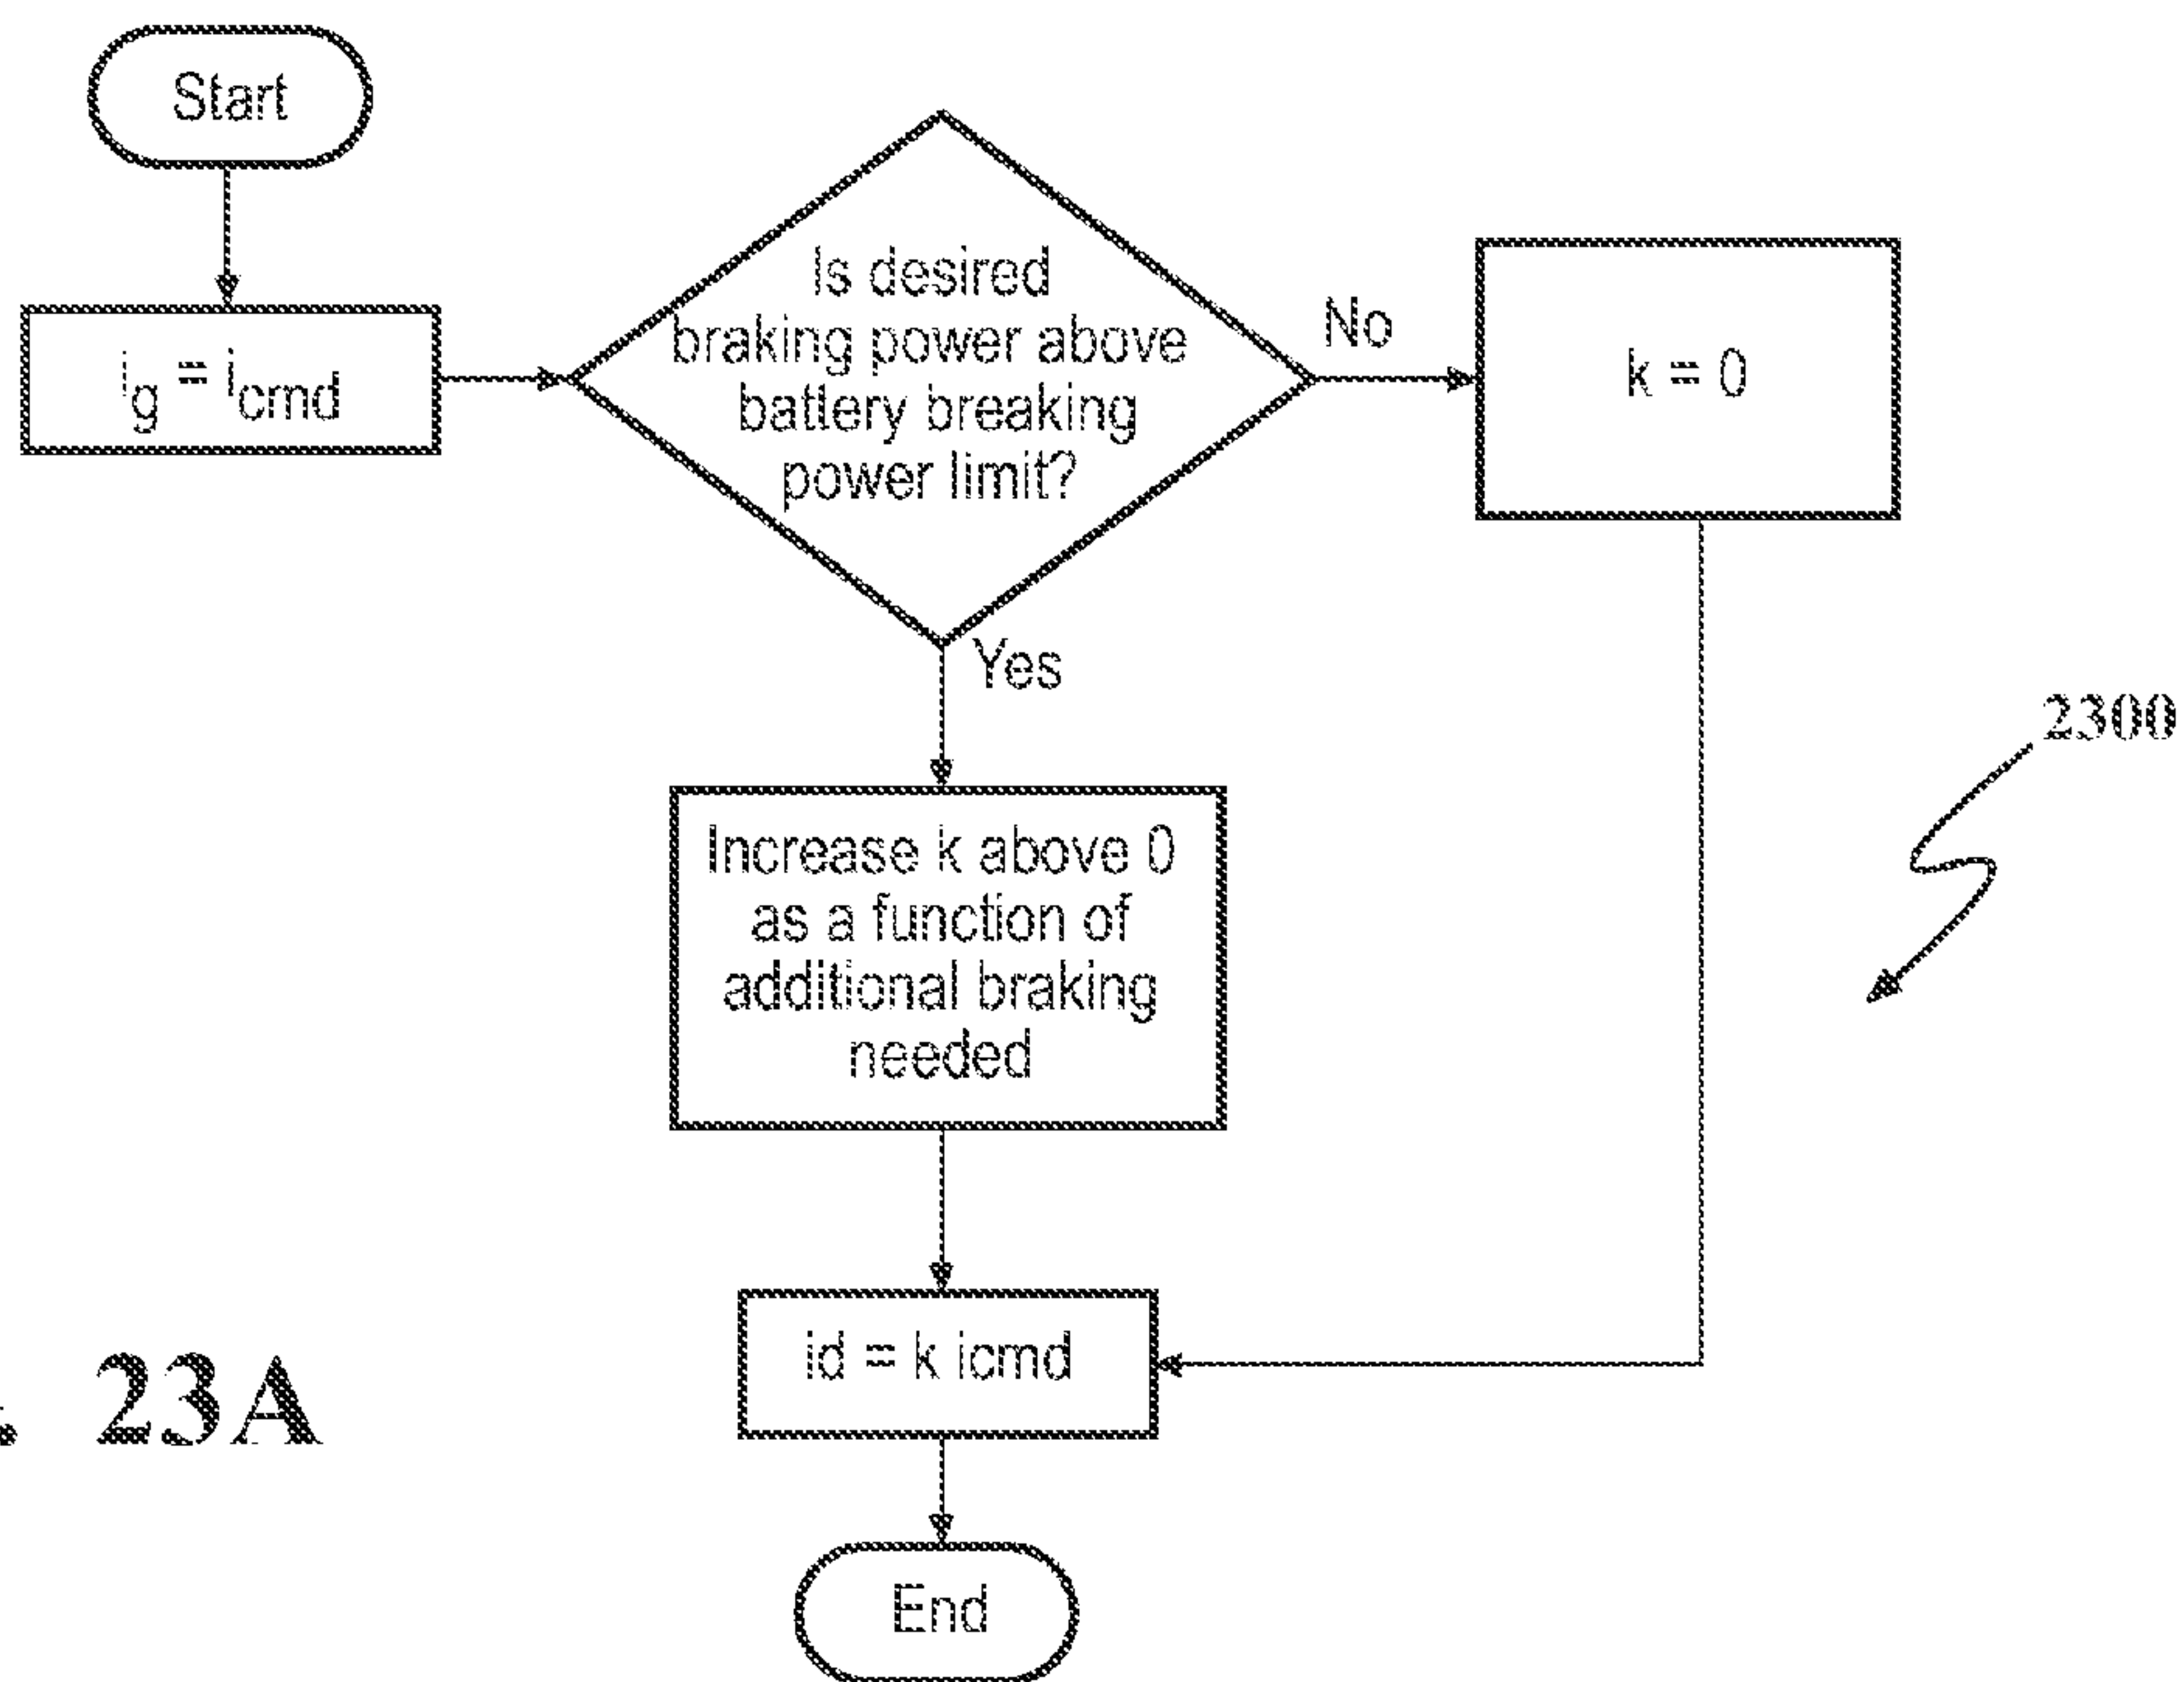 Start
ig = icmd
Is desired
braking power above
battery breaking
power limit?
No
k = 0
Yes
2300
Increase k above 0
as a function of
additional braking
needed
id = k icmd
23A
End